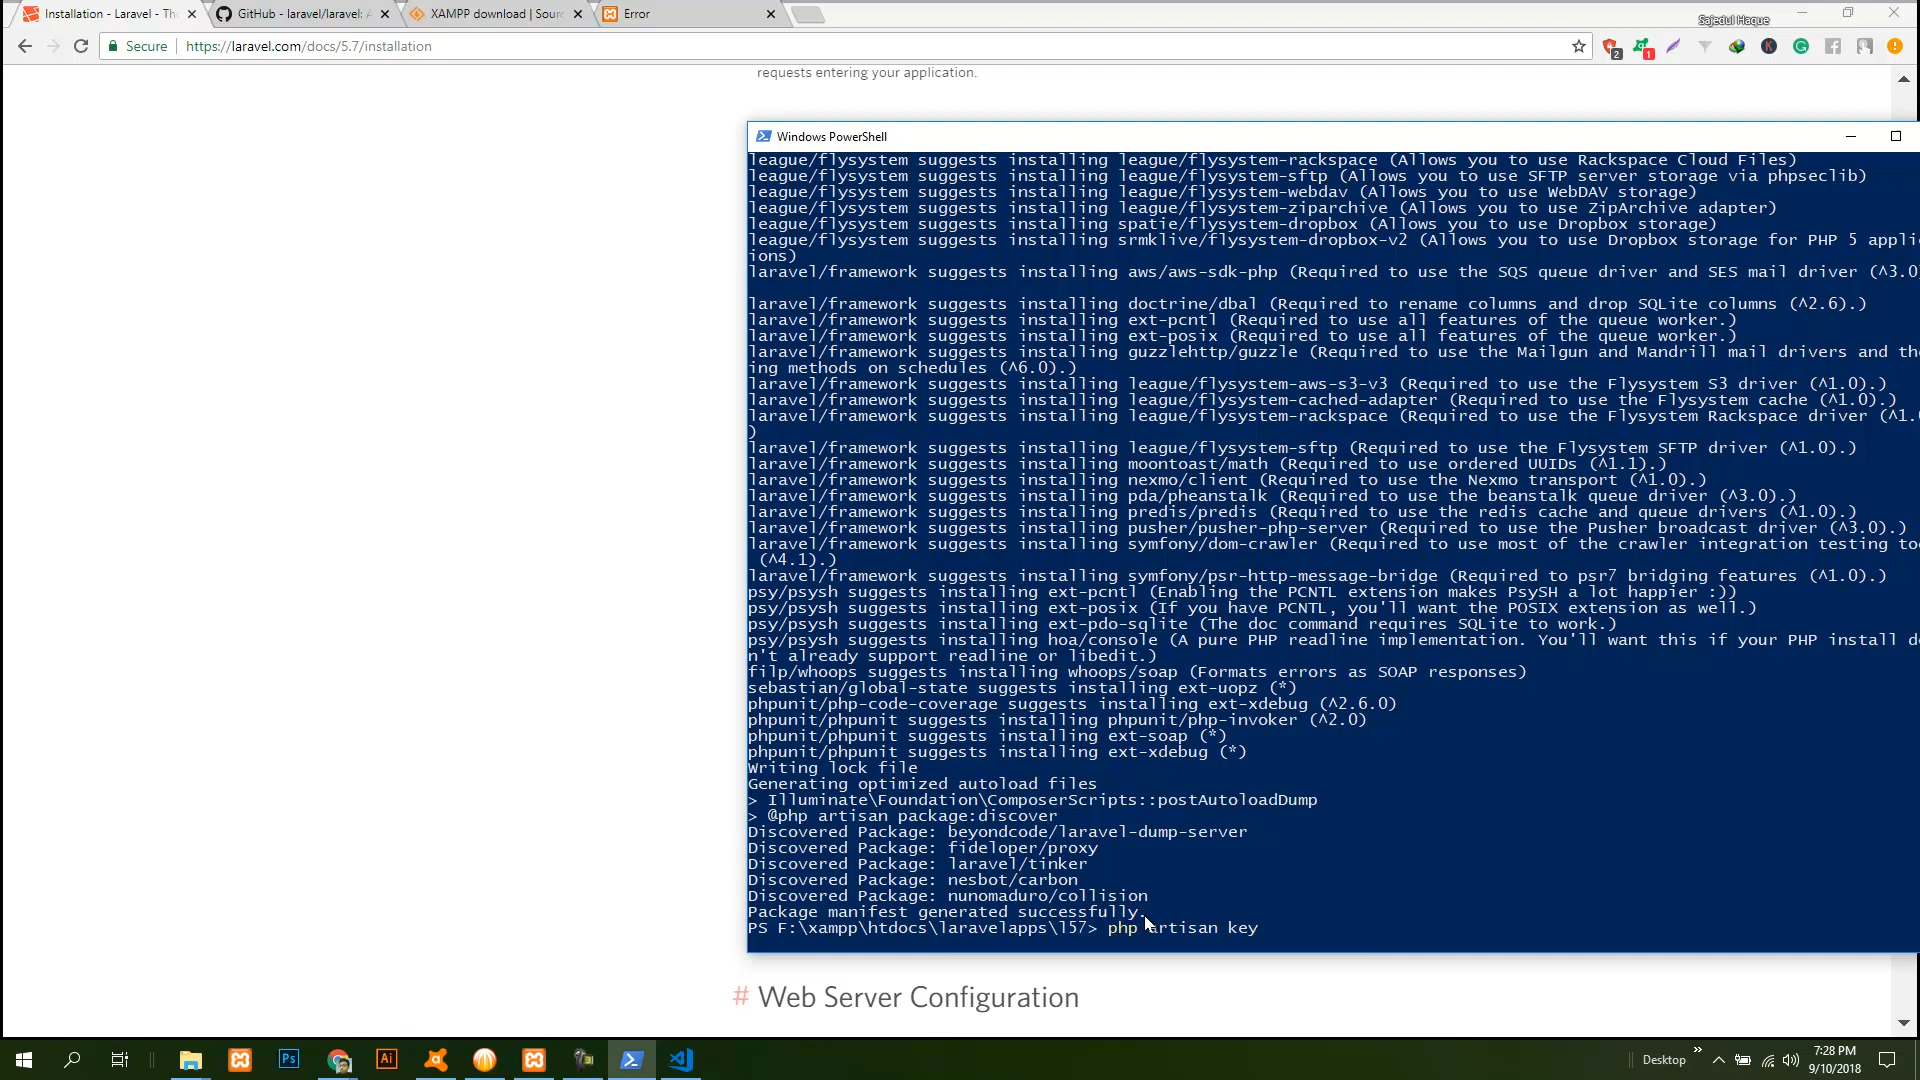 Installation - Laravel - Th
GitHub - laravel/laravel: A
XAMPP download | Sour
Error
Sajedul Haque
Secure
https://laravel.com/docs/5.7/installation
2
1
requests entering your application.
Windows PowerShell
league/flysystem suggests installing league/flysystem-rackspace (Allows you to use Rackspace Cloud Files)
league/flysystem suggests installing league/flysystem-sftp (Allows you to use SFTP server storage via phpseclib)
league/flysystem suggests installing league/flysystem-webdav (Allows you to use WebDAV storage)
league/flysystem suggests installing league/flysystem-ziparchive (Allows you to use ZipArchive adapter)
league/flysystem suggests installing spatie/flysystem-dropbox (Allows you to use Dropbox storage)
league/flysystem suggests installing srmklive/flysystem-dropbox-v2 (Allows you to use Dropbox storage for PHP 5 applic
ions)
laravel/framework suggests installing aws/aws-sdk-php (Required to use the SQS queue driver and SES mail driver (^3.0
laravel/framework suggests installing doctrine/dbal (Required to rename columns and drop SQLite columns (^2.6).)
laravel/framework suggests installing ext-pcntl (Required to use all features of the queue worker.)
laravel/framework suggests installing ext-posix (Required to use all features of the queue worker.)
laravel/framework suggests installing guzzlehttp/guzzle (Required to use the Mailgun and Mandrill mail drivers and the
ing methods on schedules (^6.0).)
laravel/framework suggests installing league/flysystem-aws-s3-v3 (Required to use the Flysystem S3 driver (^1.0).)
laravel/framework suggests installing league/flysystem-cached-adapter (Required to use the Flysystem cache (^1.0).)
laravel/framework suggests installing league/flysystem-rackspace (Required to use the Flysystem Rackspace driver (^1.0
)
laravel/framework suggests installing league/flysystem-sftp (Required to use the Flysystem SFTP driver (^1.0).)
laravel/framework suggests installing moontoast/math (Required to use ordered UUIDs (^1.1).)
laravel/framework suggests installing nexmo/client (Required to use the Nexmo transport (^1.0).)
laravel/framework suggests installing pda/pheanstalk (Required to use the beanstalk queue driver (^3.0).)
laravel/framework suggests installing predis/predis (Required to use the redis cache and queue drivers (^1.0).)
laravel/framework suggests installing pusher/pusher-php-server (Required to use the Pusher broadcast driver (^3.0).)
laravel/framework suggests installing symfony/dom-crawler (Required to use most of the crawler integration testing too
(^4.1).)
laravel/framework suggests installing symfony/psr-http-message-bridge (Required to psr7 bridging features (^1.0).)
psy/psysh suggests installing ext-pcntl (Enabling the PCNTL extension makes PsySH a lot happier :))
psy/psysh suggests installing ext-posix (If you have PCNTL, you'll want the POSIX extension as well.)
psy/psysh suggests installing ext-pdo-sqlite (The doc command requires SQLite to work.)
psy/psysh suggests installing hoa/console (A pure PHP readline implementation. You'll want this if your PHP install do
n't already support readline or libedit.)
filp/whoops suggests installing whoops/soap (Formats errors as SOAP responses)
sebastian/global-state suggests installing ext-uopz (*)
phpunit/php-code-coverage suggests installing ext-xdebug (^2.6.0)
phpunit/phpunit suggests installing phpunit/php-invoker (^2.0)
phpunit/phpunit suggests installing ext-soap (*)
phpunit/phpunit suggests installing ext-xdebug (*)
Writing lock file
Generating optimized autoload files
> Illuminate\Foundation\ComposerScripts::postAutoloadDump
> @php artisan package:discover
Discovered Package: beyondcode/laravel-dump-server
Discovered Package: fideloper/proxy
Discovered Package: laravel/tinker
Discovered Package: nesbot/carbon
Discovered Package: nunomaduro/collision
Package manifest generated successfully.
PS F:\xampp\htdocs\laravelapps\l57> php artisan key
# Web Server Configuration
Ps
Ai
Desktop
7:28 PM
9/10/2018